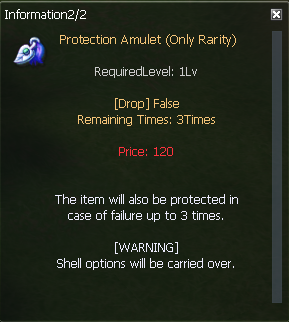 Information2/2
Protection Amulet (Only Rarity)
RequiredLevel: 1Lv
[Drop] False
Remaining Times: 3Times
Price: 120
The item will also be protected in
case of failure up to 3 times.
[WARNING]
Shell options will be carried over.